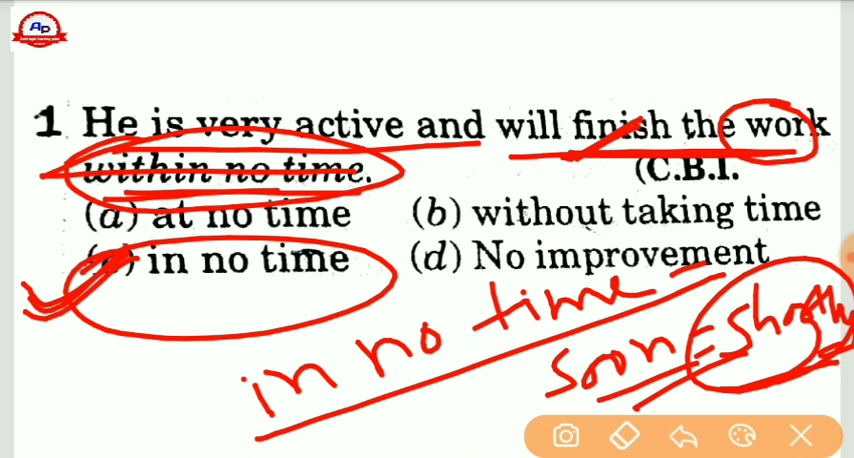 AP
1 He is very active and will finish the work
within no time.
(C.B.I.
(a) at no time (b) without taking time
(c) in no time (d) No improvement
in no time
soon = shortly